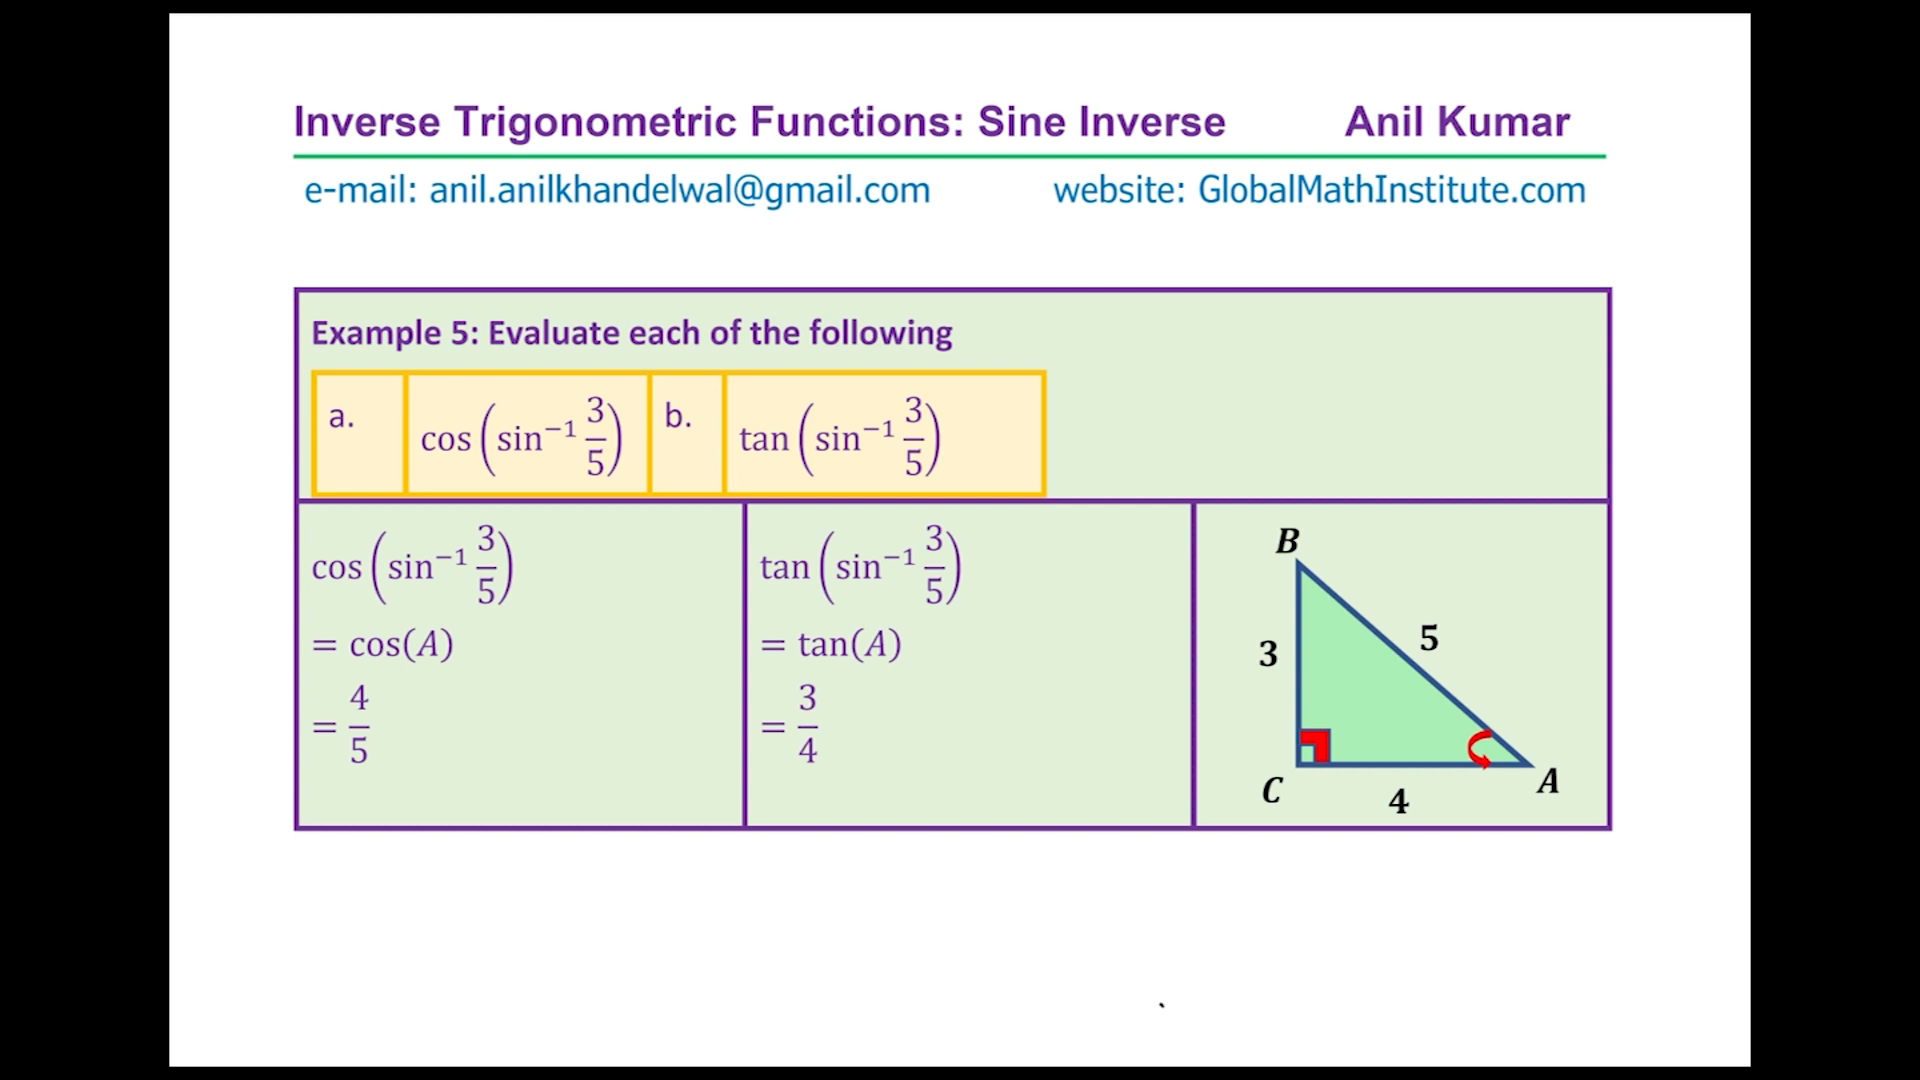 Inverse Trigonometric Functions: Sine Inverse Anil Kumar
e-mail: anil.anilkhandelwal@gmail.com website: GlobalMathInstitute.com
Example 5: Evaluate each of the following
a. cos(sin⁻¹ 3/5) b. tan(sin⁻¹ 3/5)
cos(sin⁻¹ 3/5)
= cos(A)
= 4/5
tan(sin⁻¹ 3/5)
= tan(A)
= 3/4
B
3 5
C 4 A